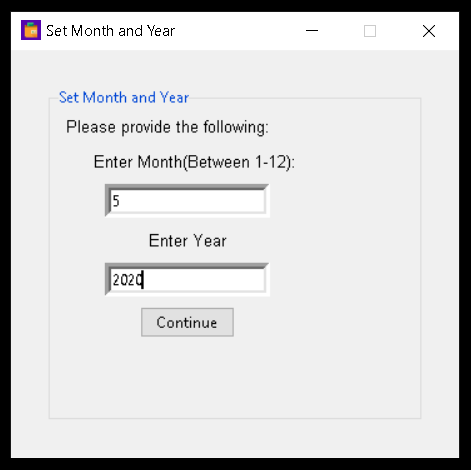 Set Month and Year
Set Month and Year
Please provide the following:
Enter Month(Between 1-12):
5
Enter Year
2020
Continue